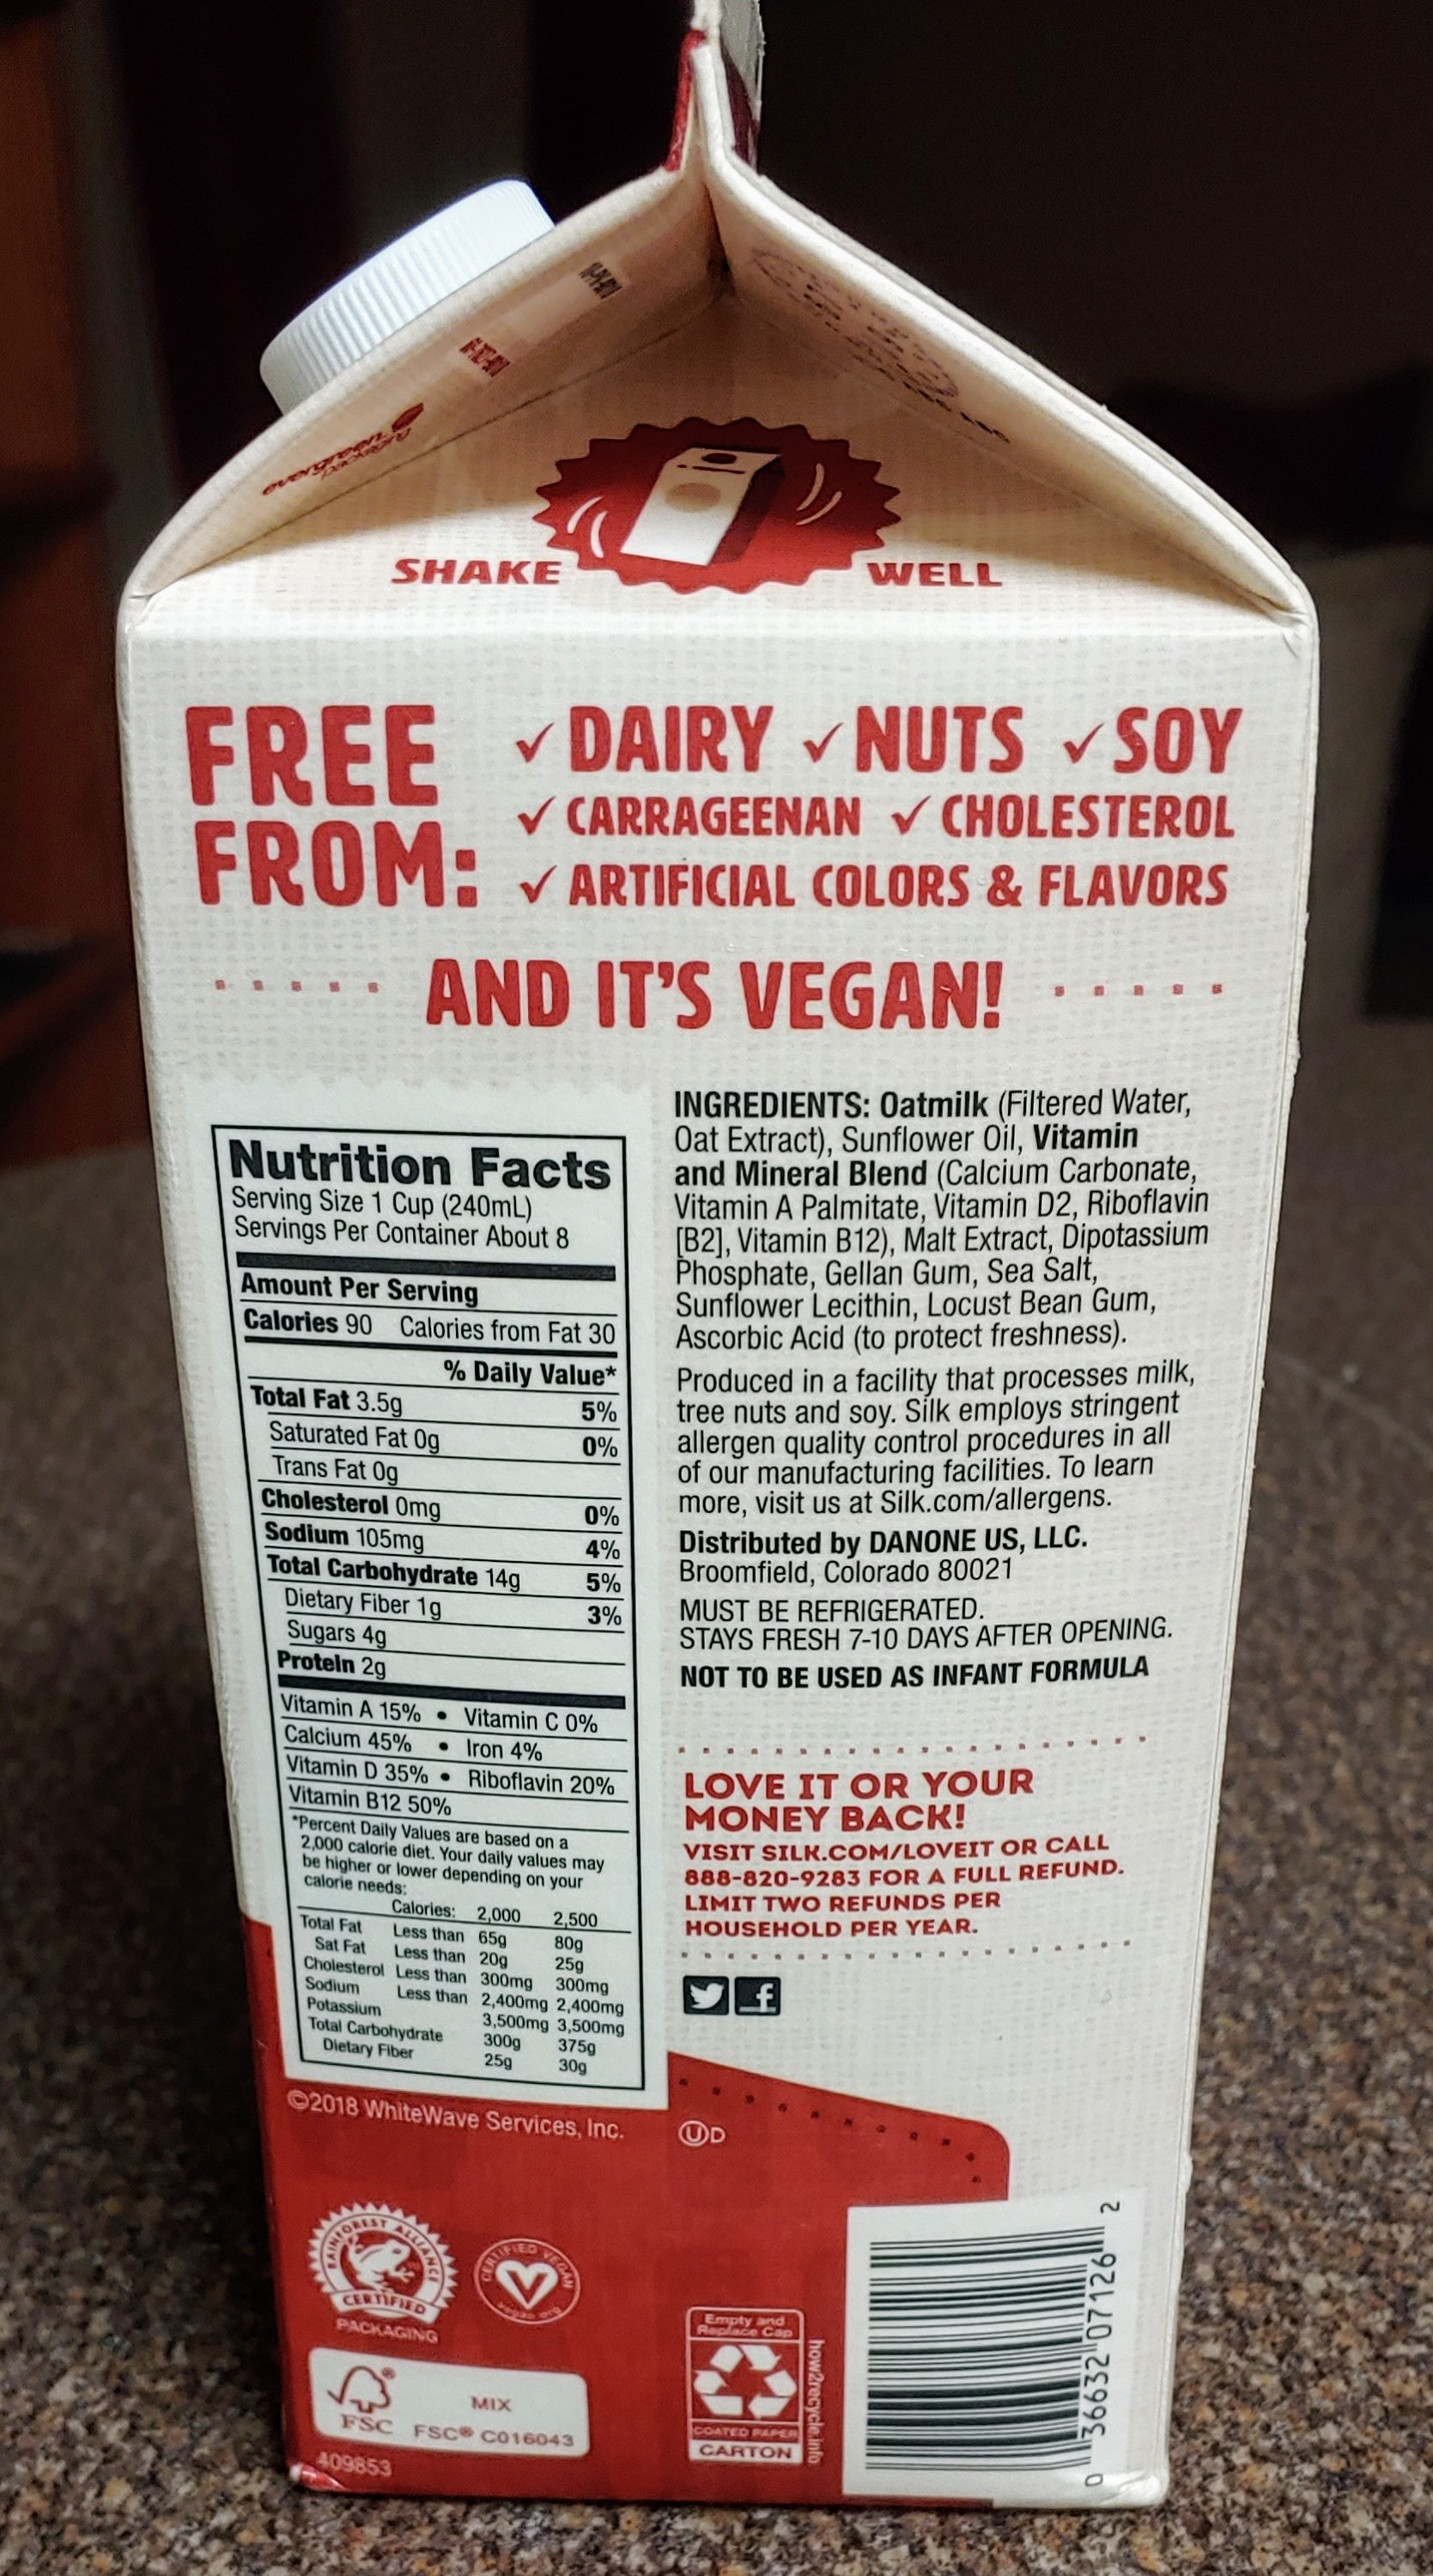 evergreen
packaging
SHAKE WELL
FREE FROM:
✓ DAIRY ✓ NUTS ✓ SOY
✓ CARRAGEENAN ✓ CHOLESTEROL
✓ ARTIFICIAL COLORS & FLAVORS
AND IT'S VEGAN!
Nutrition Facts
Serving Size 1 Cup (240mL)
Servings Per Container About 8
Amount Per Serving
Calories 90 Calories from Fat 30
% Daily Value*
Total Fat 3.5g 5%
Saturated Fat 0g 0%
Trans Fat 0g
Cholesterol 0mg 0%
Sodium 105mg 4%
Total Carbohydrate 14g 5%
Dietary Fiber 1g 3%
Sugars 4g
Protein 2g
Vitamin A 15% • Vitamin C 0%
Calcium 45% • Iron 4%
Vitamin D 35% • Riboflavin 20%
Vitamin B12 50%
*Percent Daily Values are based on a
2,000 calorie diet. Your daily values may
be higher or lower depending on your
calorie needs:
Calories: 2,000 2,500
Total Fat Less than 65g 80g
Sat Fat Less than 20g 25g
Cholesterol Less than 300mg 300mg
Sodium Less than 2,400mg 2,400mg
Potassium 3,500mg 3,500mg
Total Carbohydrate 300g 375g
Dietary Fiber 25g 30g
©2018 WhiteWave Services, Inc.
INGREDIENTS: Oatmilk (Filtered Water,
Oat Extract), Sunflower Oil, Vitamin
and Mineral Blend (Calcium Carbonate,
Vitamin A Palmitate, Vitamin D2, Riboflavin
[B2], Vitamin B12), Malt Extract, Dipotassium
Phosphate, Gellan Gum, Sea Salt,
Sunflower Lecithin, Locust Bean Gum,
Ascorbic Acid (to protect freshness).
Produced in a facility that processes milk,
tree nuts and soy. Silk employs stringent
allergen quality control procedures in all
of our manufacturing facilities. To learn
more, visit us at Silk.com/allergens.
Distributed by DANONE US, LLC.
Broomfield, Colorado 80021
MUST BE REFRIGERATED.
STAYS FRESH 7-10 DAYS AFTER OPENING.
NOT TO BE USED AS INFANT FORMULA
LOVE IT OR YOUR
MONEY BACK!
VISIT SILK.COM/LOVEIT OR CALL
888-820-9283 FOR A FULL REFUND.
LIMIT TWO REFUNDS PER
HOUSEHOLD PER YEAR.
f
Ⓤ D
RAINFOREST ALLIANCE
CERTIFIED
PACKAGING
CERTIFIED VEGAN
V
vegan.org
FSC
MIX
FSC® C016043
409853
Empty and
Replace Cap
COATED PAPER
CARTON
how2recycle.info
0 36632 07126 2